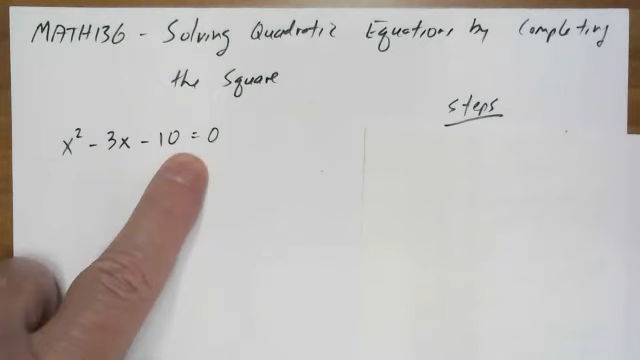 MATH136 - Solving Quadratic Equations by Completing
the Square
steps
x² - 3x - 10 = 0